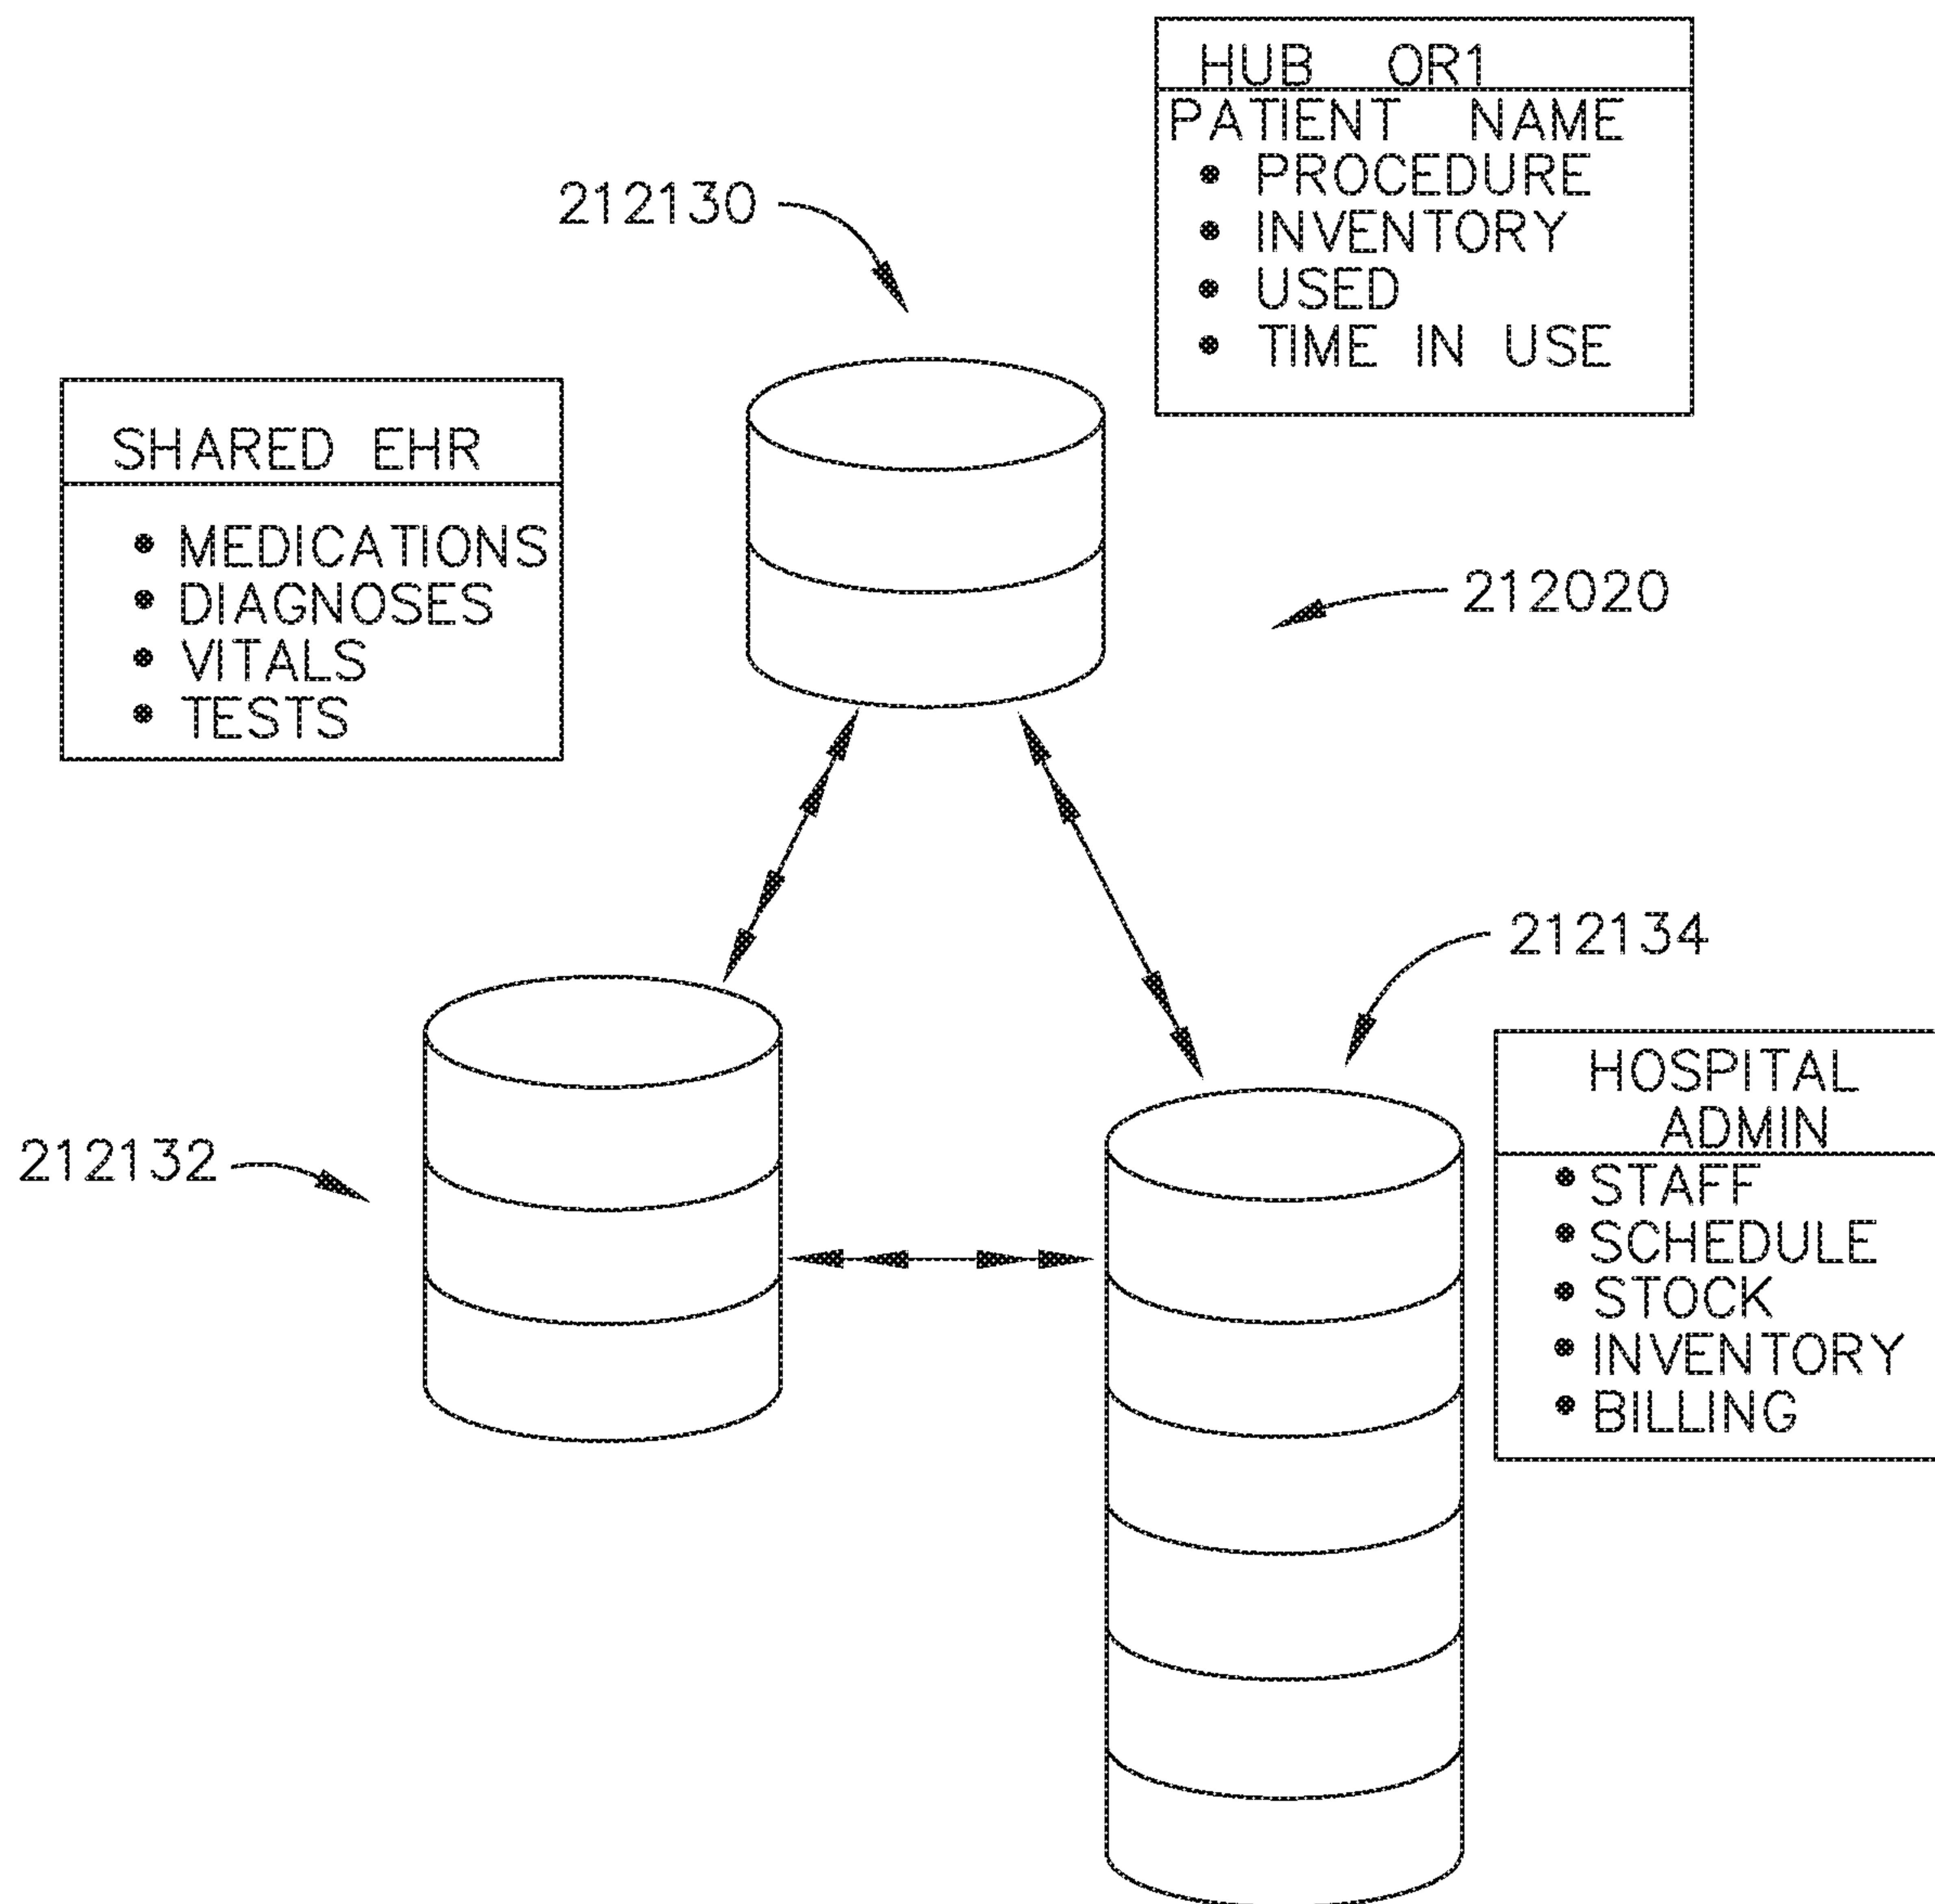 HUB OR1
PATIENT NAME
• PROCEDURE
• INVENTORY
• USED
• TIME IN USE
212130
SHARED EHR
• MEDICATIONS
• DIAGNOSES
• VITALS
• TESTS
212020
212134
HOSPITAL
ADMIN
• STAFF
• SCHEDULE
• STOCK
• INVENTORY
• BILLING
212132